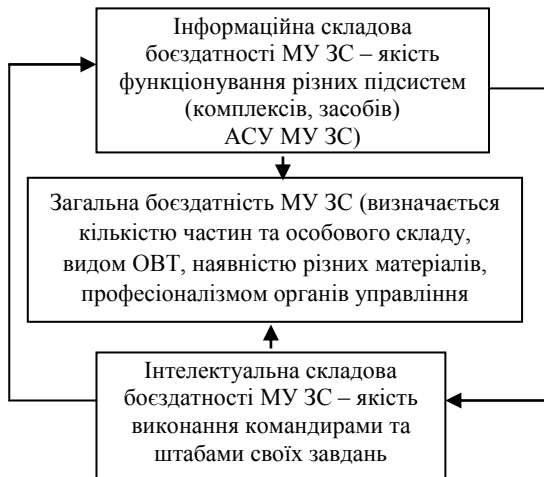 Інформаційна складова
боєздатності МУ ЗС – якість
функціонування різних підсистем
(комплексів, засобів)
АСУ МУ ЗС)
Загальна боєздатність МУ ЗС (визначається
кількістю частин та особового складу,
видом ОВТ, наявністю різних матеріалів,
професіоналізмом органів управління
Інтелектуальна складова
боєздатності МУ ЗС – якість
виконання командирами та
штабами своїх завдань